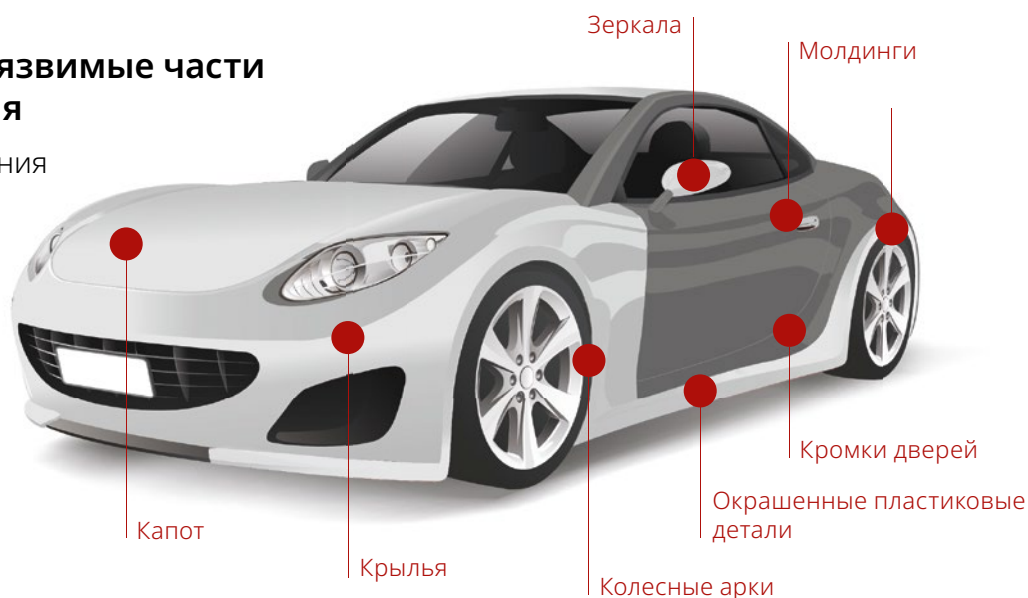 Зеркала
Молдинги
язвимые части
я
ния
Кромки дверей
Окрашенные пластиковые
детали
Капот
Крылья
Колесные арки